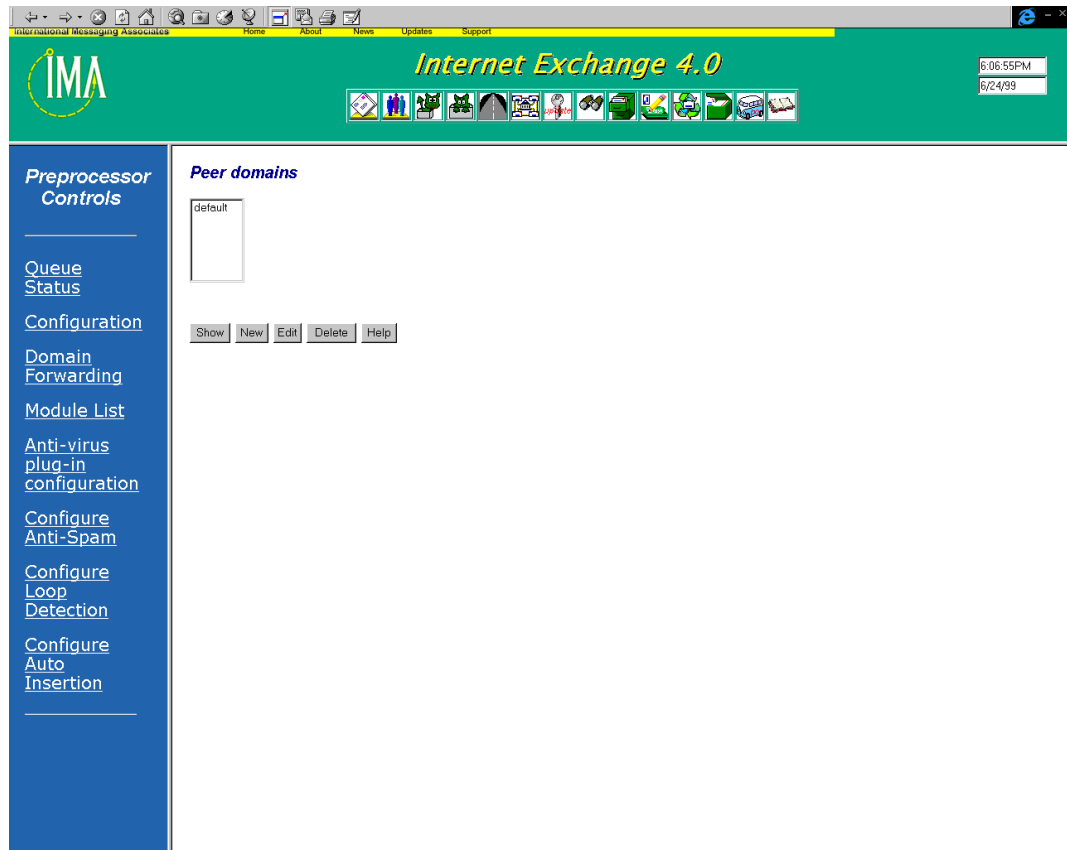 International Messaging Associates
Home About News Updates Support
IMA
Internet Exchange 4.0
6:06:55PM
6/24/99
update
Preprocessor
Controls
Queue
Status
Configuration
Domain
Forwarding
Module List
Anti-virus
plug-in
configuration
Configure
Anti-Spam
Configure
Loop
Detection
Configure
Auto
Insertion
Peer domains
default
Show New Edit Delete Help